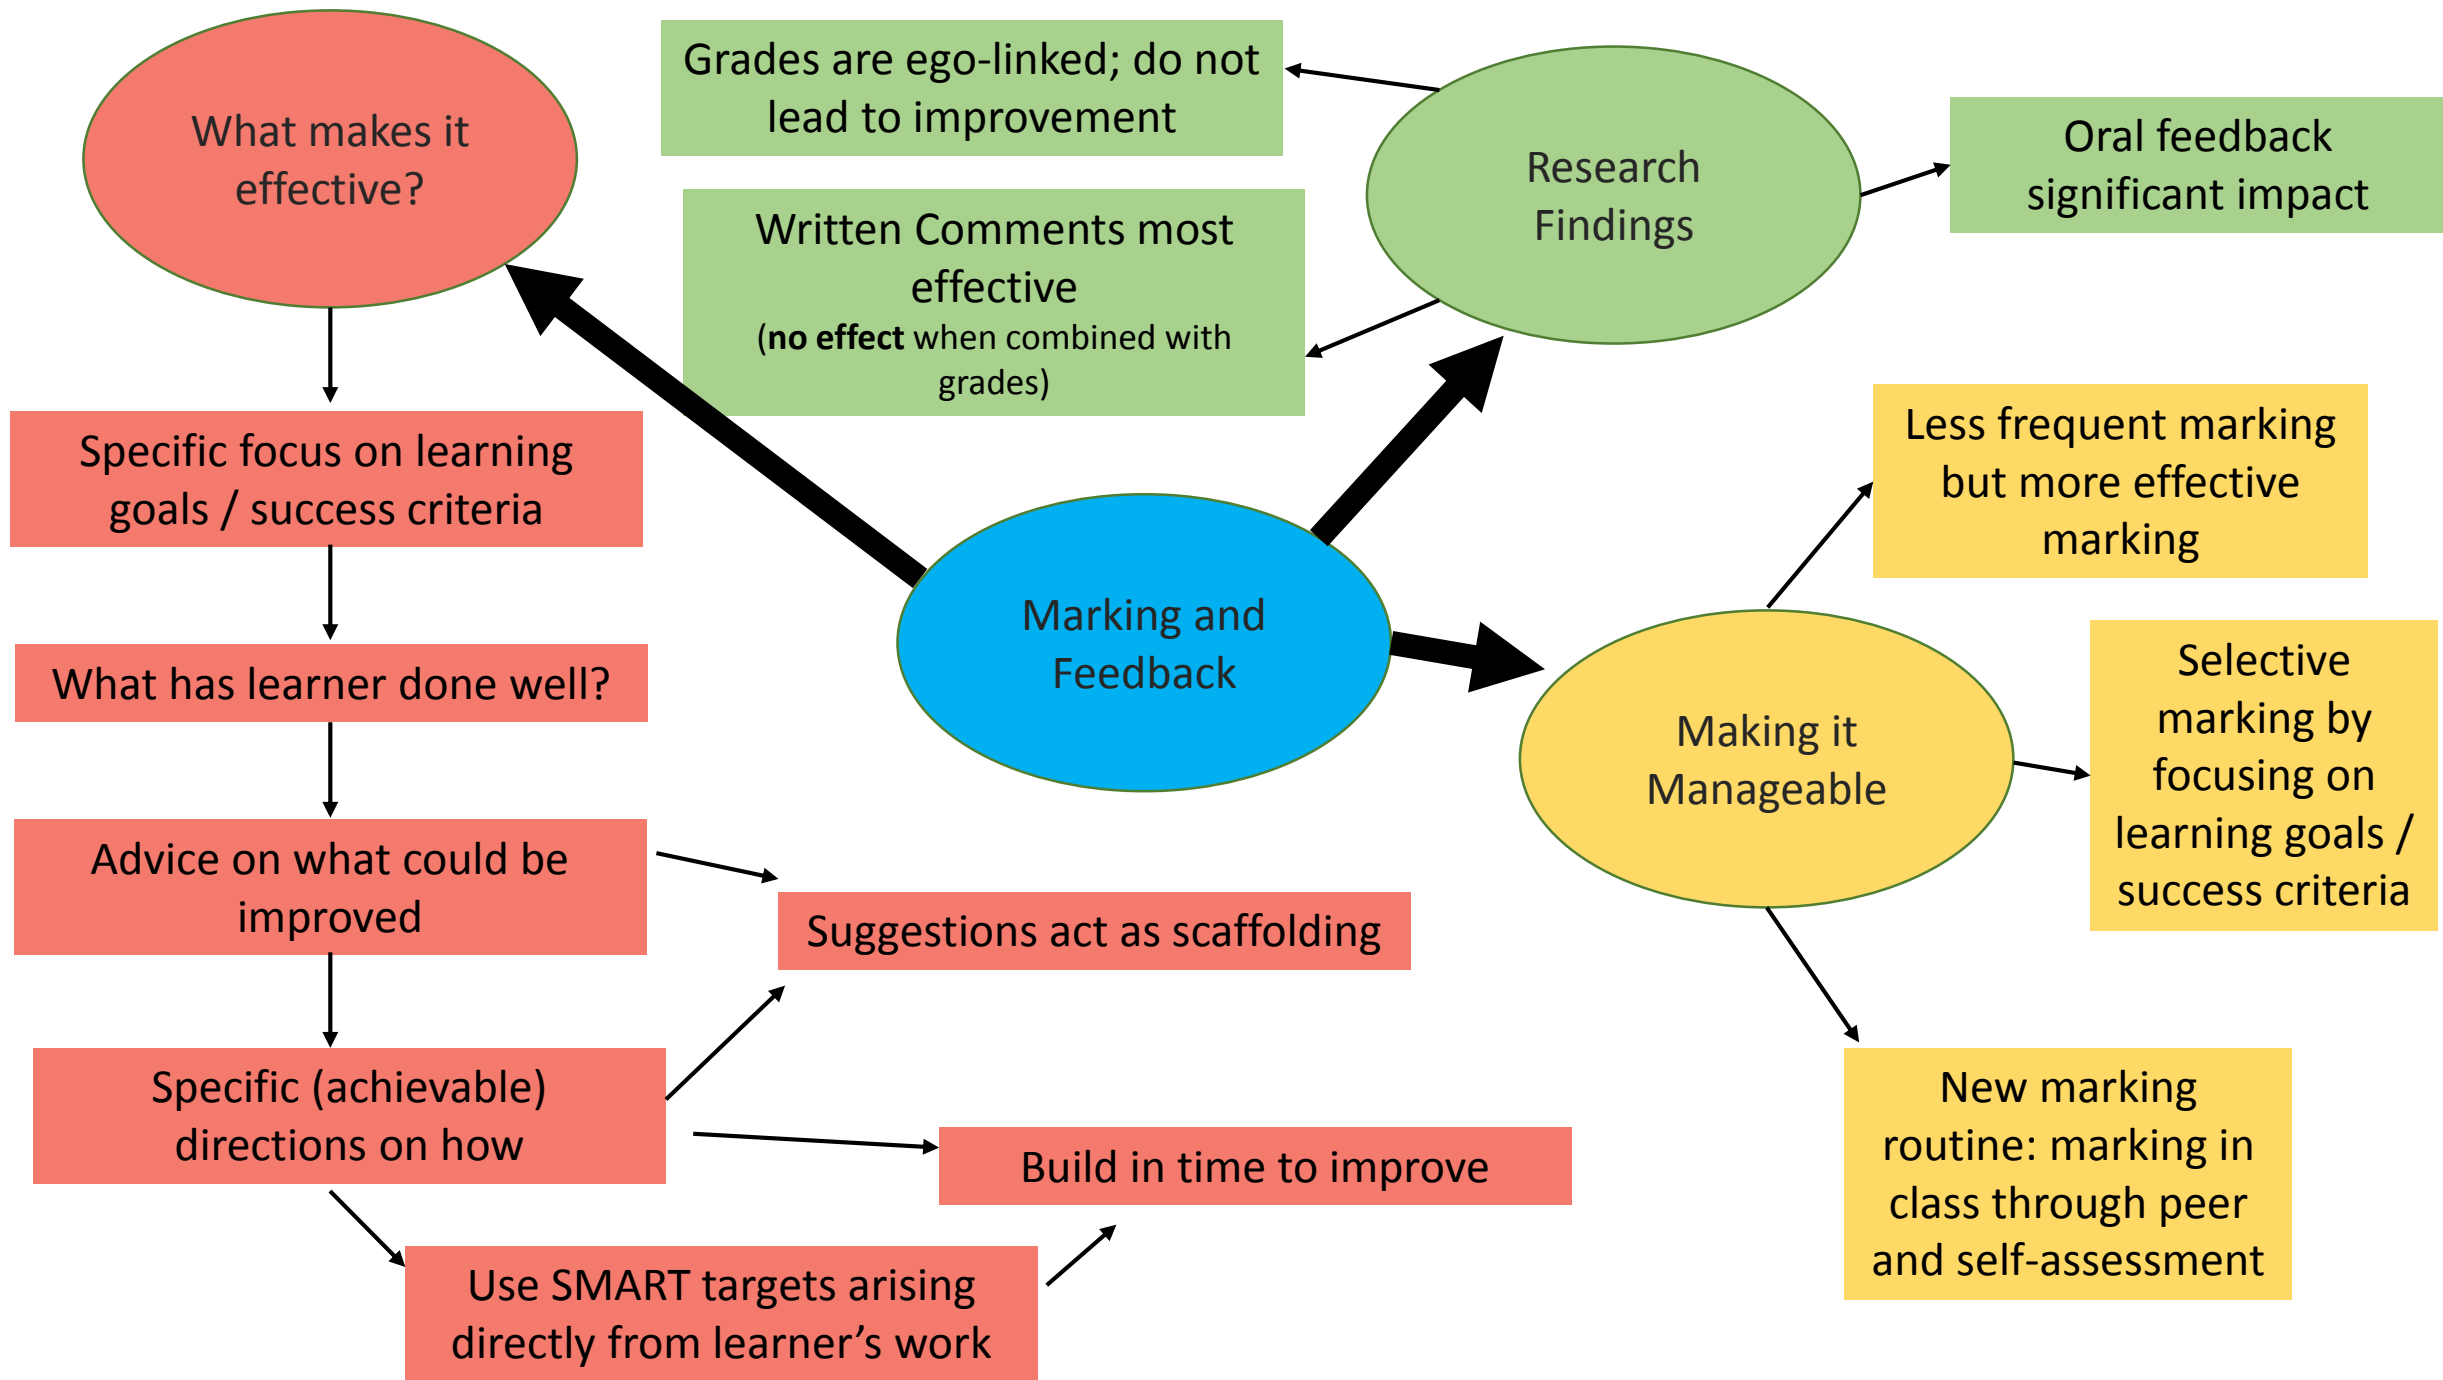 What makes it
effective?
Grades are ego-linked; do not
lead to improvement
Written Comments most
effective
(no effect when combined with
grades)
Research
Findings
Oral feedback
significant impact
Specific focus on learning
goals / success criteria
What has learner done well?
Advice on what could be
improved
Specific (achievable)
directions on how
Suggestions act as scaffolding
Build in time to improve
Use SMART targets arising
directly from learner’s work
Marking and
Feedback
Making it
Manageable
Less frequent marking
but more effective
marking
Selective
marking by
focusing on
learning goals /
success criteria
New marking
routine: marking in
class through peer
and self-assessment